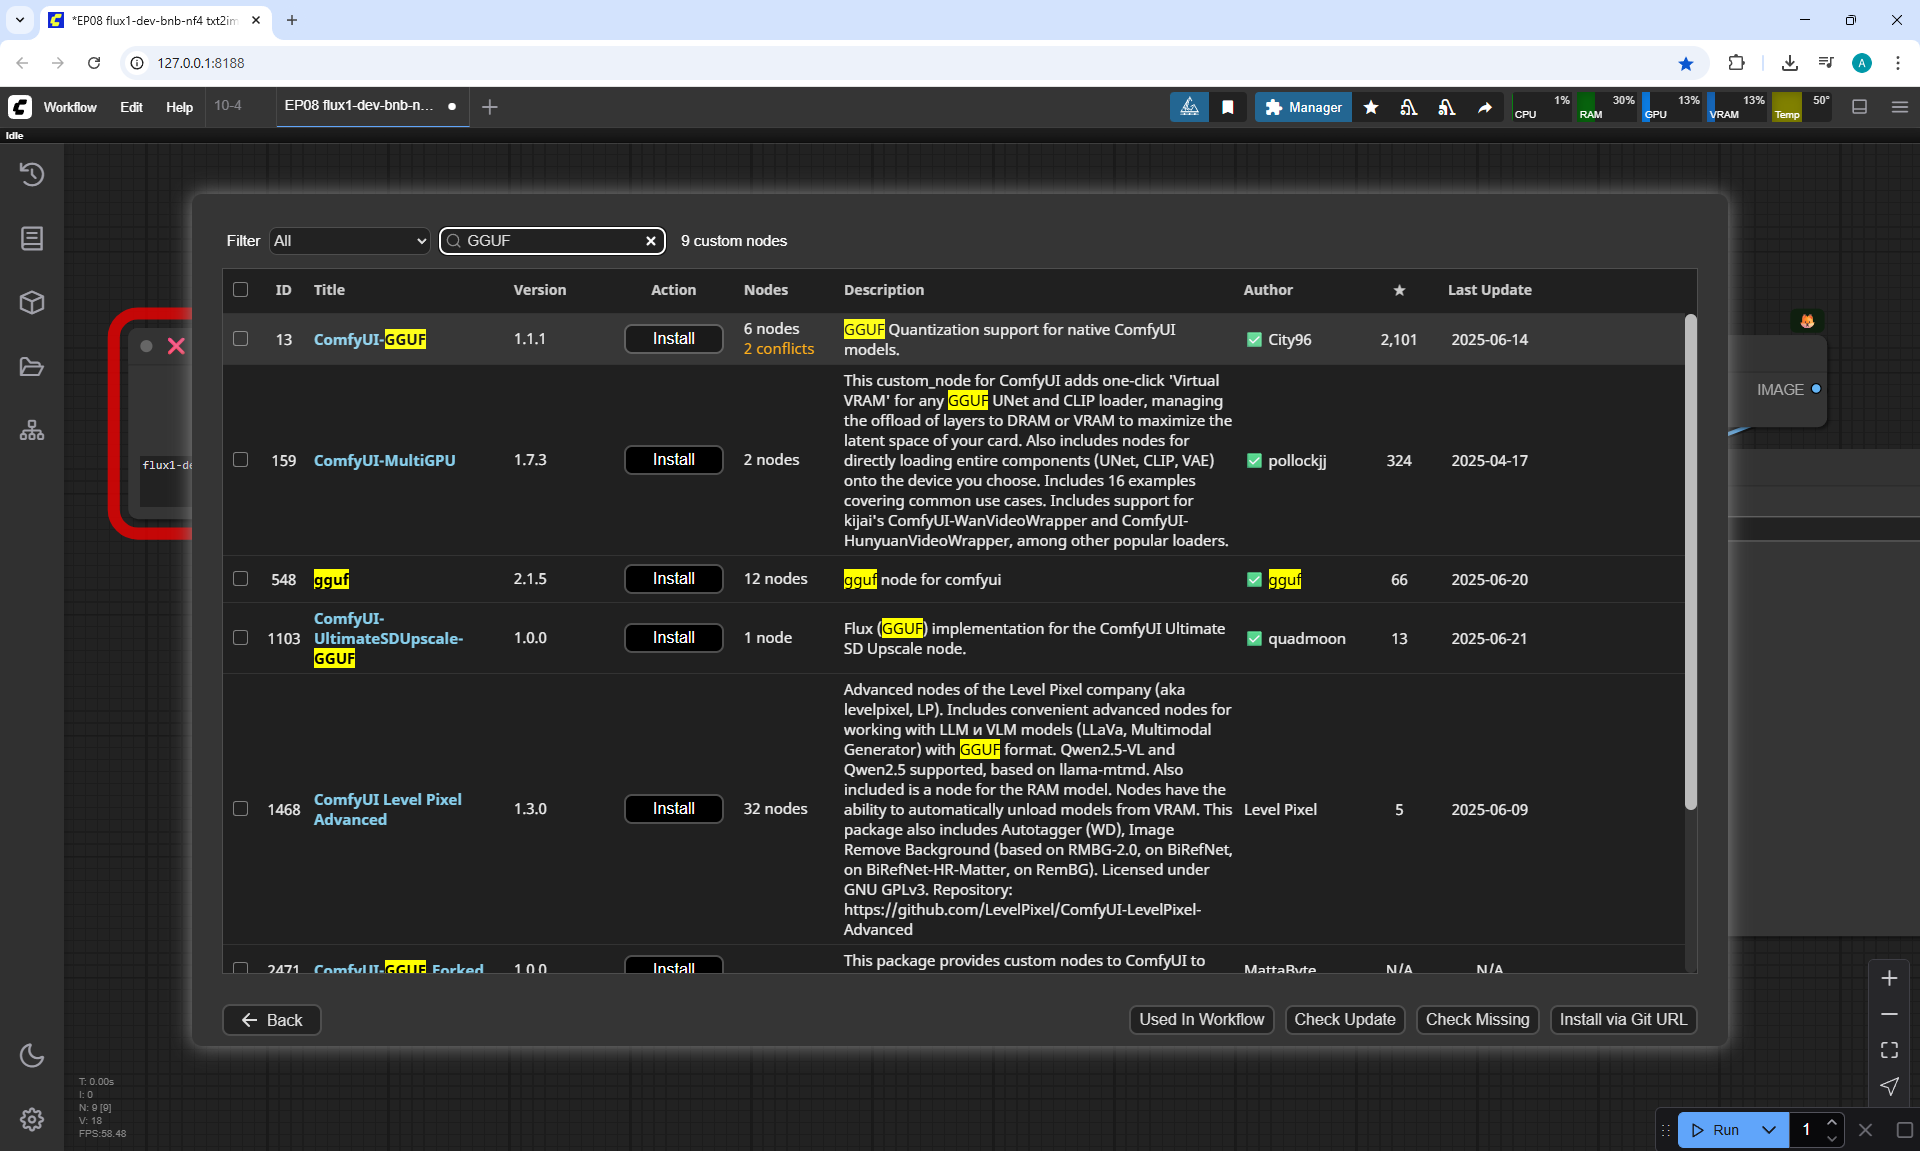 *EP08 flux1-dev-bnb-nf4 txt2im
127.0.0.1:8188
A
Workflow Edit Help 10-4 EP08 flux1-dev-bnb-n...
Manager
CPU 1% RAM 30% GPU 13% VRAM 13% Temp 50°
Idle
Filter All GGUF 9 custom nodes
ID Title Version Action Nodes Description Author ★ Last Update
13 ComfyUI-GGUF 1.1.1 Install 6 nodes
2 conflicts
GGUF Quantization support for native ComfyUI
models.
City96 2,101 2025-06-14
159 ComfyUI-MultiGPU 1.7.3 Install 2 nodes
This custom_node for ComfyUI adds one-click 'Virtual
VRAM' for any GGUF UNet and CLIP loader, managing
the offload of layers to DRAM or VRAM to maximize the
latent space of your card. Also includes nodes for
directly loading entire components (UNet, CLIP, VAE)
onto the device you choose. Includes 16 examples
covering common use cases. Includes support for
kijai's ComfyUI-WanVideoWrapper and ComfyUI-
HunyuanVideoWrapper, among other popular loaders.
pollockjj 324 2025-04-17
548 gguf 2.1.5 Install 12 nodes gguf node for comfyui gguf 66 2025-06-20
1103 ComfyUI-
UltimateSDUpscale-
GGUF
1.0.0 Install 1 node
Flux (GGUF) implementation for the ComfyUI Ultimate
SD Upscale node.
quadmoon 13 2025-06-21
1468 ComfyUI Level Pixel
Advanced
1.3.0 Install 32 nodes
Advanced nodes of the Level Pixel company (aka
levelpixel, LP). Includes convenient advanced nodes for
working with LLM и VLM models (LLaVa, Multimodal
Generator) with GGUF format. Qwen2.5-VL and
Qwen2.5 supported, based on llama-mtmd. Also
included is a node for the RAM model. Nodes have the
ability to automatically unload models from VRAM. This
package also includes Autotagger (WD), Image
Remove Background (based on RMBG-2.0, on BiRefNet,
on BiRefNet-HR-Matter, on RemBG). Licensed under
GNU GPLv3. Repository:
https://github.com/LevelPixel/ComfyUI-LevelPixel-
Advanced
Level Pixel 5 2025-06-09
2471 ComfyUI-GGUF Forked 1.0.0 Install
This package provides custom nodes to ComfyUI to
MattaByte N/A N/A
Back Used In Workflow Check Update Check Missing Install via Git URL
flux1-de
IMAGE
T: 0.00s
I: 0
N: 9 [9]
V: 18
FPS:58.48
Run 1